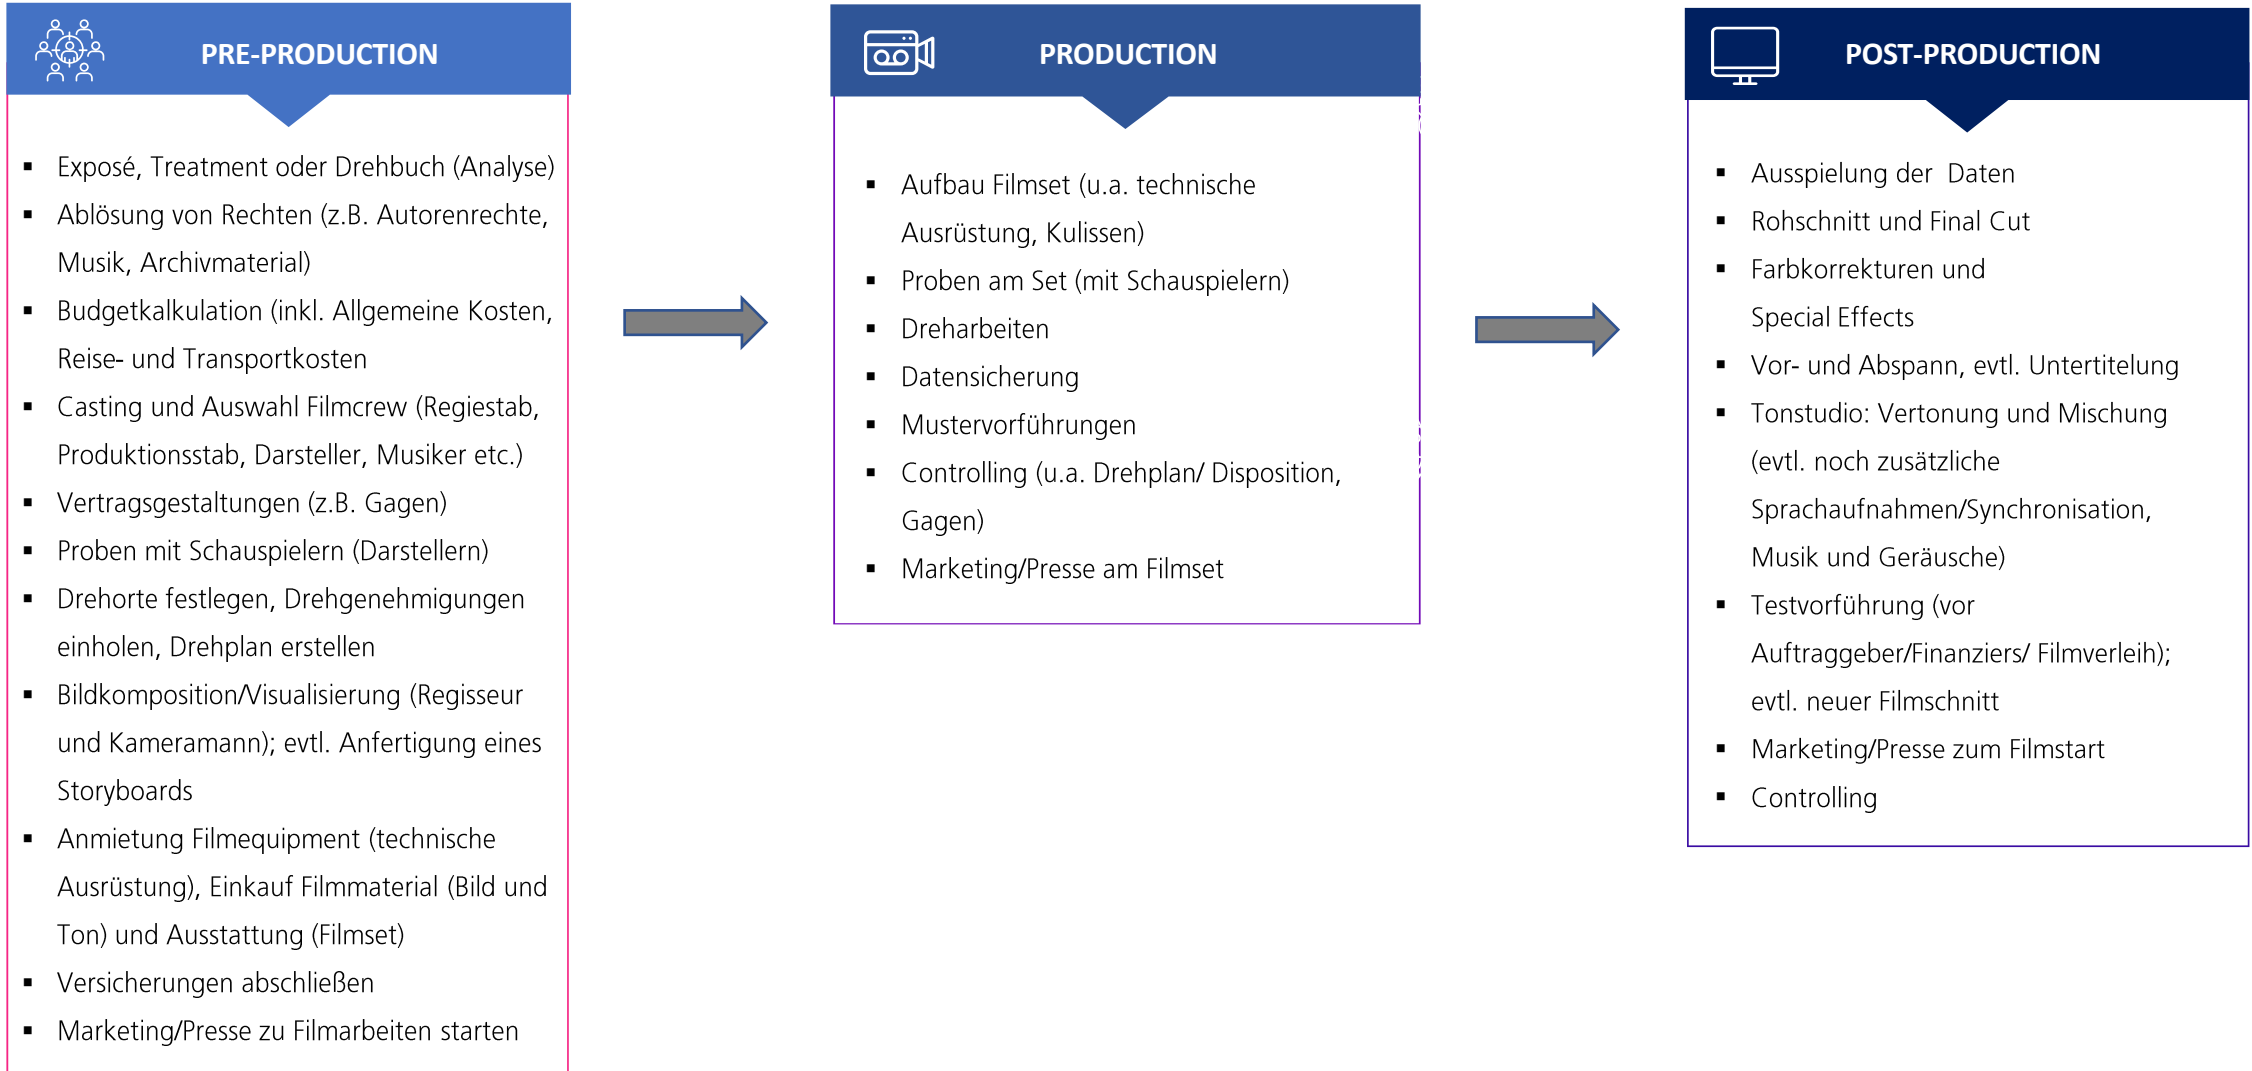 PRE-PRODUCTION
▪ Exposé, Treatment oder Drehbuch (Analyse)
▪ Ablösung von Rechten (z.B. Autorenrechte,
Musik, Archivmaterial)
▪ Budgetkalkulation (inkl. Allgemeine Kosten,
Reise- und Transportkosten
▪ Casting und Auswahl Filmcrew (Regiestab,
Produktionsstab, Darsteller, Musiker etc.)
▪ Vertragsgestaltungen (z.B. Gagen)
▪ Proben mit Schauspielern (Darstellern)
▪ Drehorte festlegen, Drehgenehmigungen
einholen, Drehplan erstellen
▪ Bildkomposition/Visualisierung (Regisseur
und Kameramann); evtl. Anfertigung eines
Storyboards
▪ Anmietung Filmequipment (technische
Ausrüstung), Einkauf Filmmaterial (Bild und
Ton) und Ausstattung (Filmset)
▪ Versicherungen abschließen
▪ Marketing/Presse zu Filmarbeiten starten
PRODUCTION
▪ Aufbau Filmset (u.a. technische
Ausrüstung, Kulissen)
▪ Proben am Set (mit Schauspielern)
▪ Dreharbeiten
▪ Datensicherung
▪ Mustervorführungen
▪ Controlling (u.a. Drehplan/ Disposition,
Gagen)
▪ Marketing/Presse am Filmset
POST-PRODUCTION
▪ Ausspielung der  Daten
▪ Rohschnitt und Final Cut
▪ Farbkorrekturen und
Special Effects
▪ Vor- und Abspann, evtl. Untertitelung
▪ Tonstudio: Vertonung und Mischung
(evtl. noch zusätzliche
Sprachaufnahmen/Synchronisation,
Musik und Geräusche)
▪ Testvorführung (vor
Auftraggeber/Finanziers/ Filmverleih);
evtl. neuer Filmschnitt
▪ Marketing/Presse zum Filmstart
▪ Controlling